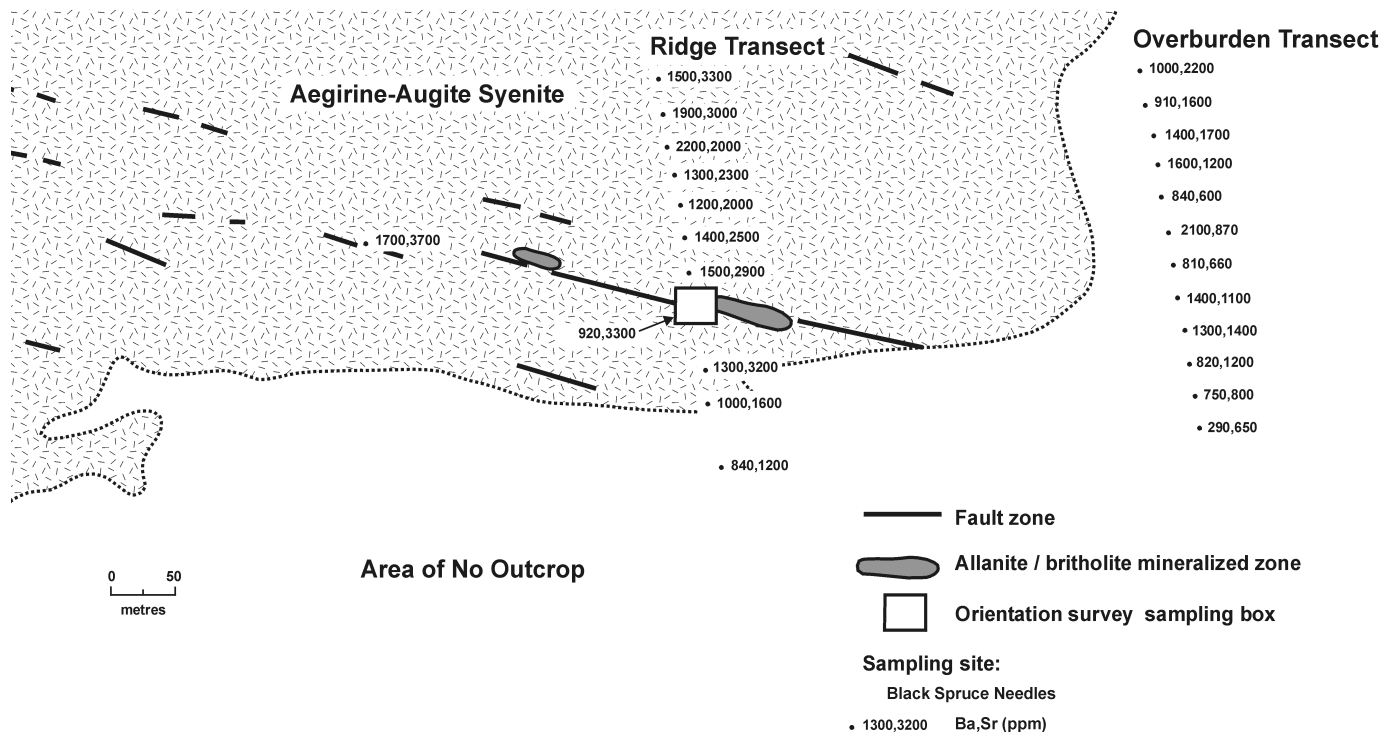 Ridge Transect
Overburden Transect
Aegirine-Augite Syenite
1500,3300
1900,3000
2200,2000
1300,2300
1200,2000
1400,2500
1500,2900
1700,3700
920,3300
1300,3200
1000,1600
840,1200
1000,2200
910,1600
1400,1700
1600,1200
840,600
2100,870
810,660
1400,1100
1300,1400
820,1200
750,800
290,650
Area of No Outcrop
0 50
metres
Fault zone
Allanite / britholite mineralized zone
Orientation survey sampling box
Sampling site:
Black Spruce Needles
1300,3200 Ba,Sr (ppm)